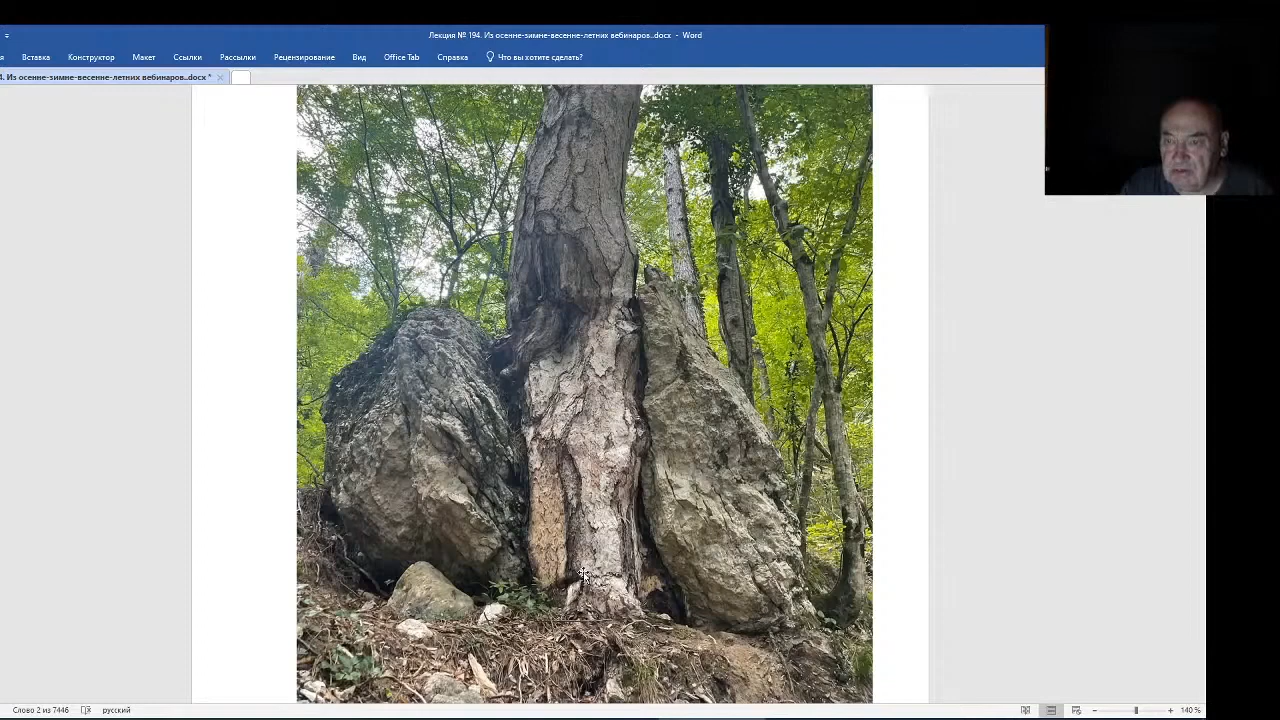 Лекция № 194. Из осенне-зимне-весенне-летних вебинаров..docx - Word
я Вставка Конструктор Макет Ссылки Рассылки Рецензирование Вид Office Tab Справка Что вы хотите сделать?
4. Из осенне-зимне-весенне-летних вебинаров..docx *
Слово 2 из 7446 русский 140 %